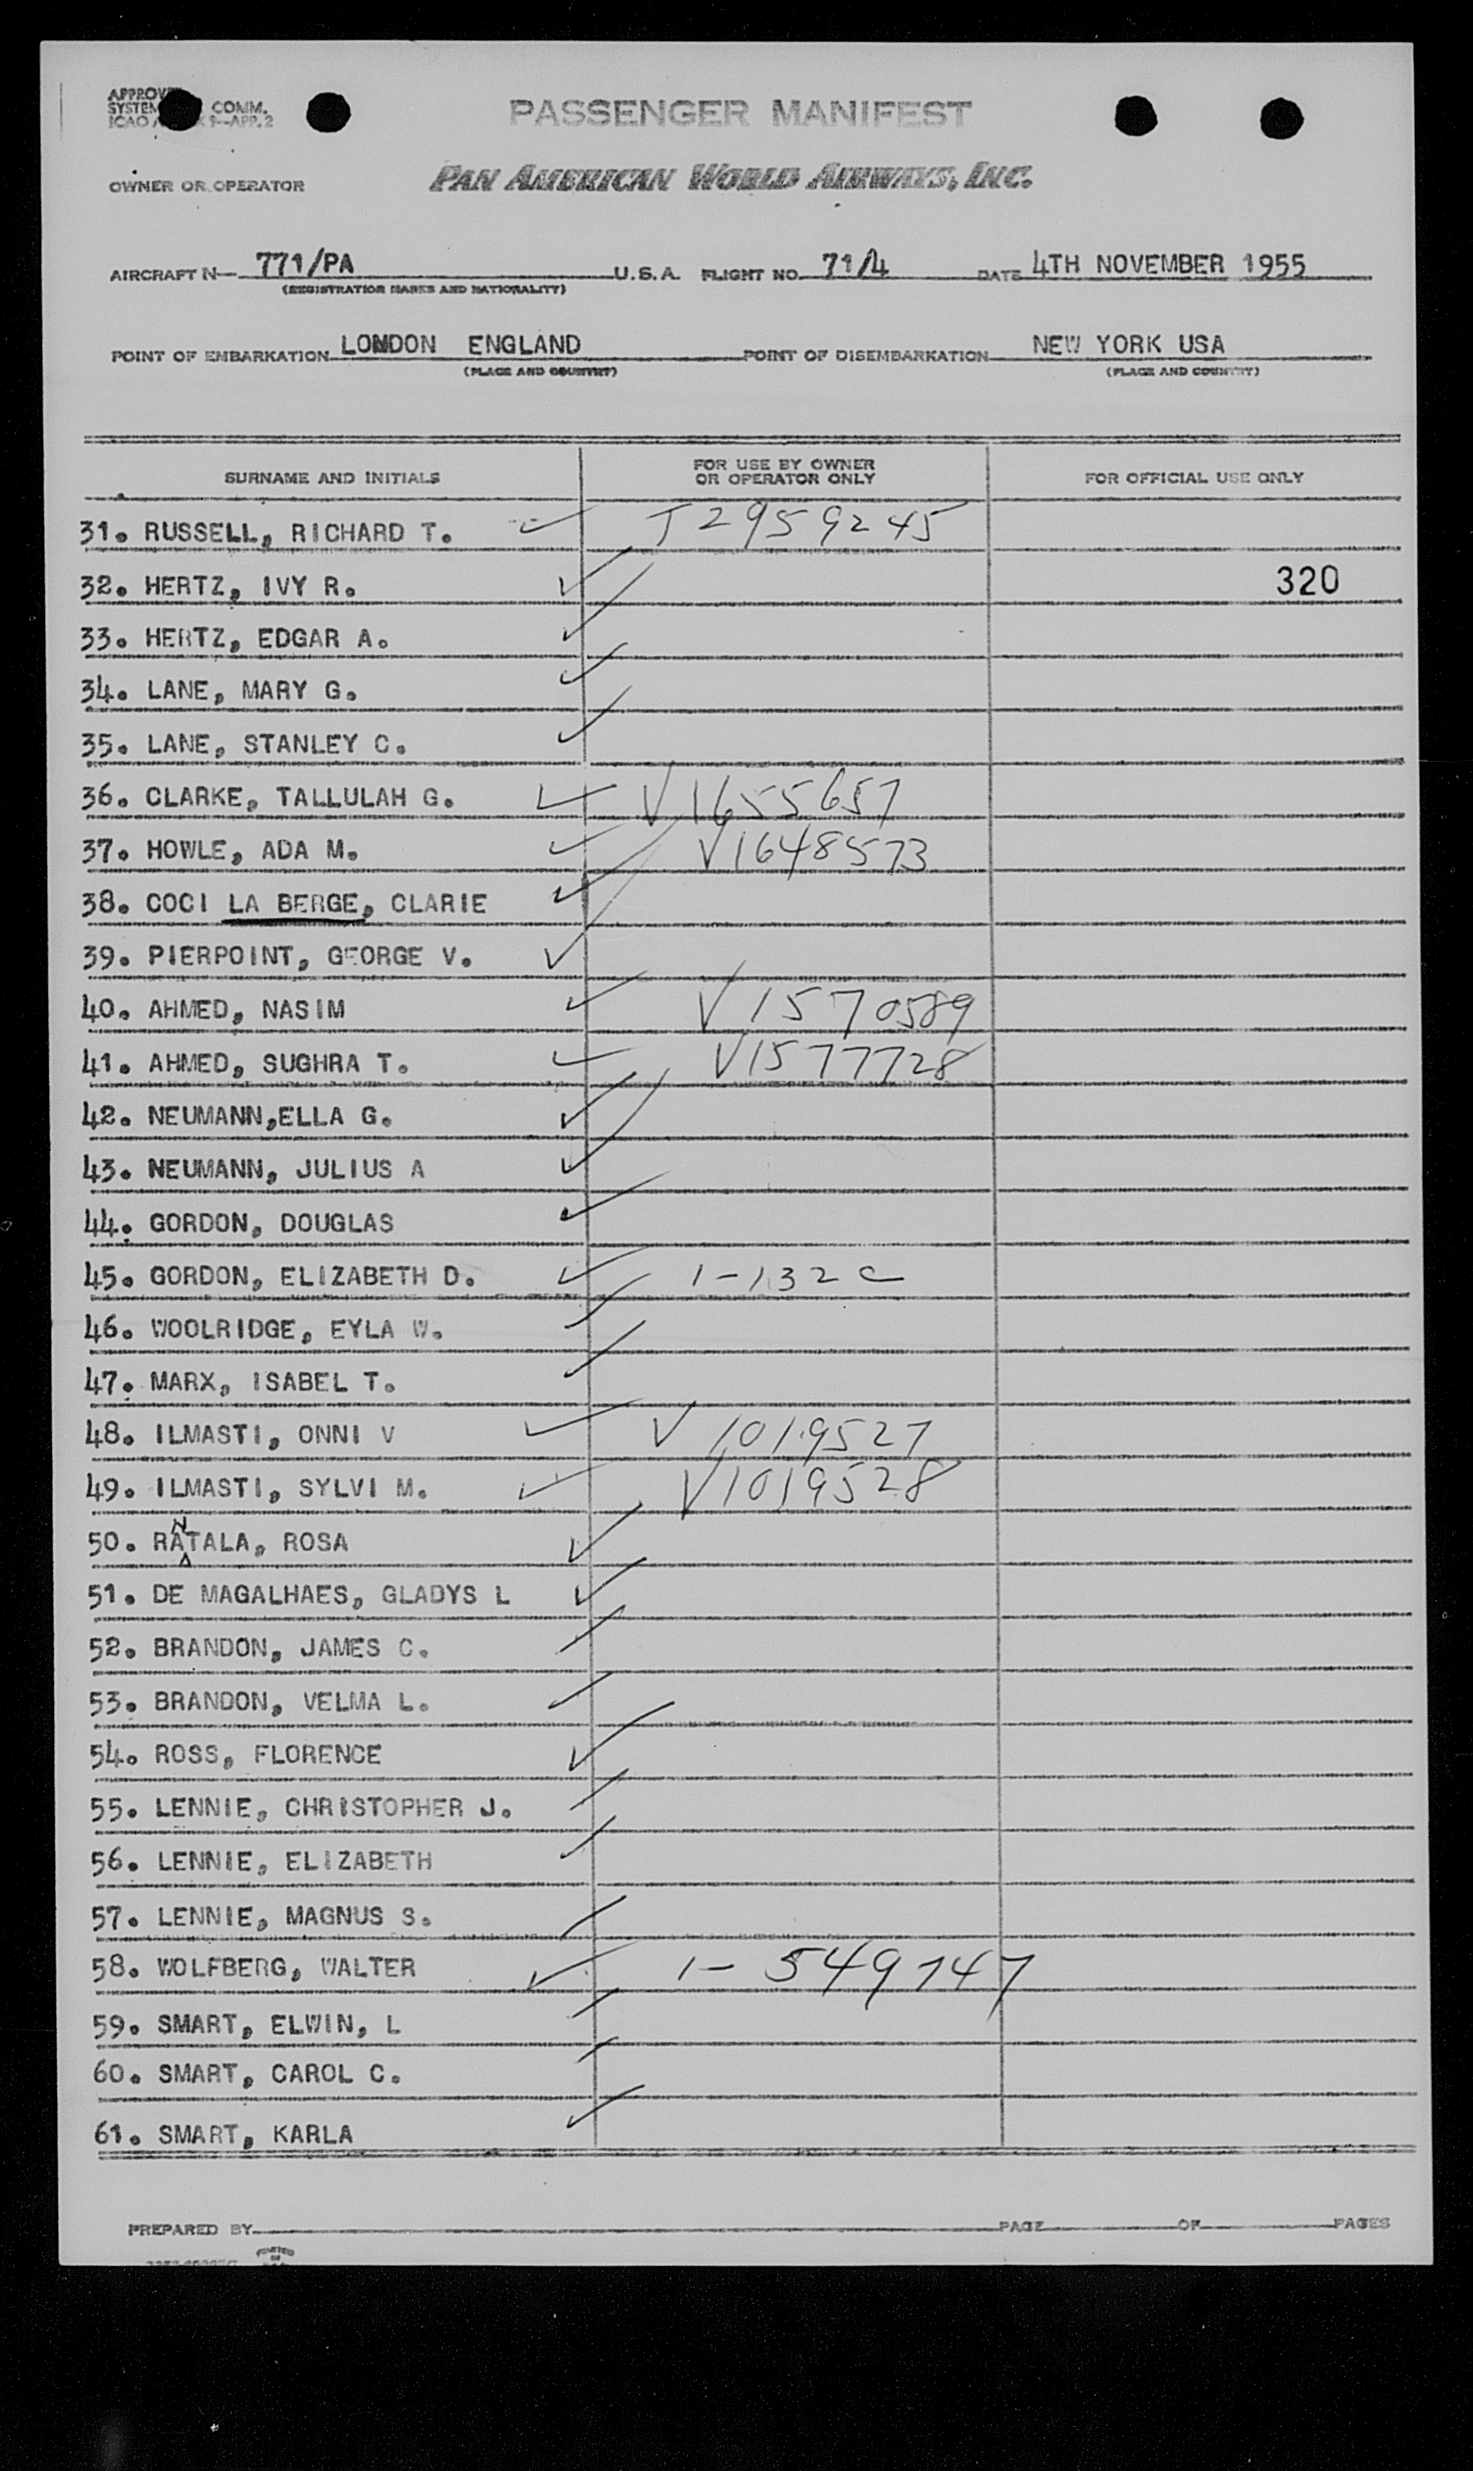 PASSENGER MANIFEST
COMM.
OWNER OR OPERATOR PAN AMERICAN WORLD AIRWAYS, INC.
AIRCRAFT N— 771/PA U.S.A. FLIGHT NO. 71/4 DATE 4TH NOVEMBER 1955
(REGISTRATION MARKS AND NATIONALITY)
POINT OF EMBARKATION LONDON ENGLAND POINT OF DISEMBARKATION NEW YORK USA
(PLACE AND COUNTRY) (PLACE AND COUNTRY)
SURNAME AND INITIALS FOR USE BY OWNER OR OPERATOR ONLY FOR OFFICIAL USE ONLY
31. RUSSELL, RICHARD T. T2959245
32. HERTZ, IVY R. 320
33. HERTZ, EDGAR A.
34. LANE, MARY G.
35. LANE, STANLEY C.
36. CLARKE, TALLULAH G. V1655657
37. HOWLE, ADA M. V1648573
38. COCI LA BERGE, CLARIE
39. PIERPOINT, GEORGE V.
40. AHMED, NASIM V1570589
41. AHMED, SUGHRA T. V1577728
42. NEUMANN,ELLA G.
43. NEUMANN, JULIUS A
44. GORDON, DOUGLAS
45. GORDON, ELIZABETH D. 1-132 C
46. WOOLRIDGE, EYLA W.
47. MARX, ISABEL T.
48. ILMASTI, ONNI V V 1019527
49. ILMASTI, SYLVI M. V1019528
50. RANTALA, ROSA
51. DE MAGALHAES, GLADYS L
52. BRANDON, JAMES C.
53. BRANDON, VELMA L.
54. ROSS, FLORENCE
55. LENNIE, CHRISTOPHER J.
56. LENNIE, ELIZABETH
57. LENNIE, MAGNUS S.
58. WOLFBERG, WALTER 1-549747
59. SMART, ELWIN, L
60. SMART, CAROL C.
61. SMART, KARLA
PREPARED BY PAGE OF PAGES